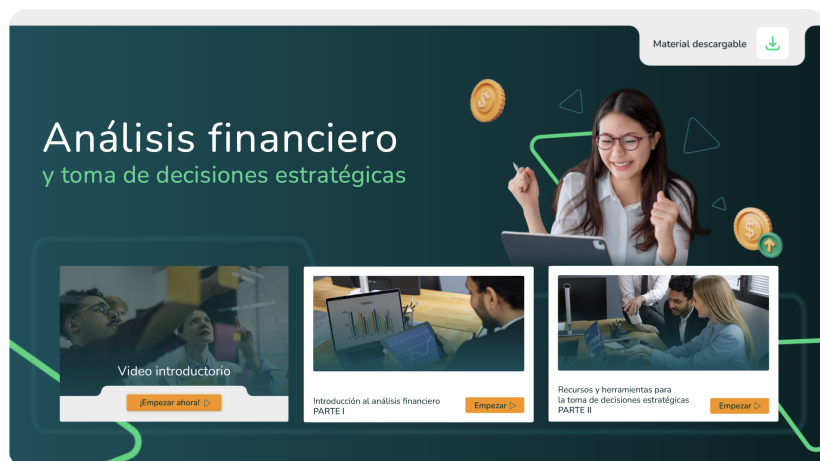 Material descargable
Análisis financiero
y toma de decisiones estratégicas
Video introductorio
¡Empezar ahora!
Introducción al análisis financiero
PARTE I
Empezar
Recursos y herramientas para
la toma de decisiones estratégicas
PARTE II
Empezar